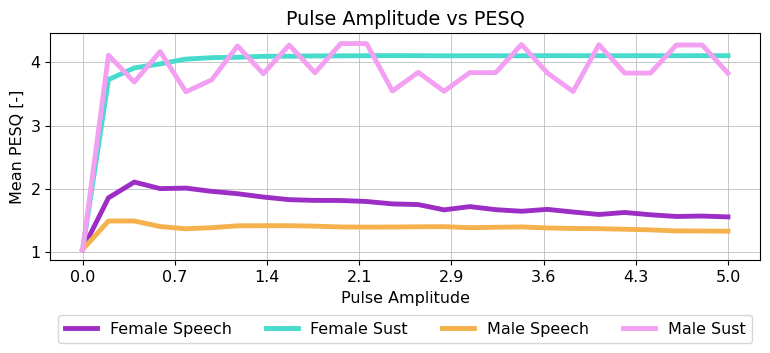 Pulse Amplitude vs PESQ
Mean PESQ [-]
4
3
2
1
0.0 0.7 1.4 2.1 2.9 3.6 4.3 5.0
Pulse Amplitude
Female Speech Female Sust Male Speech Male Sust